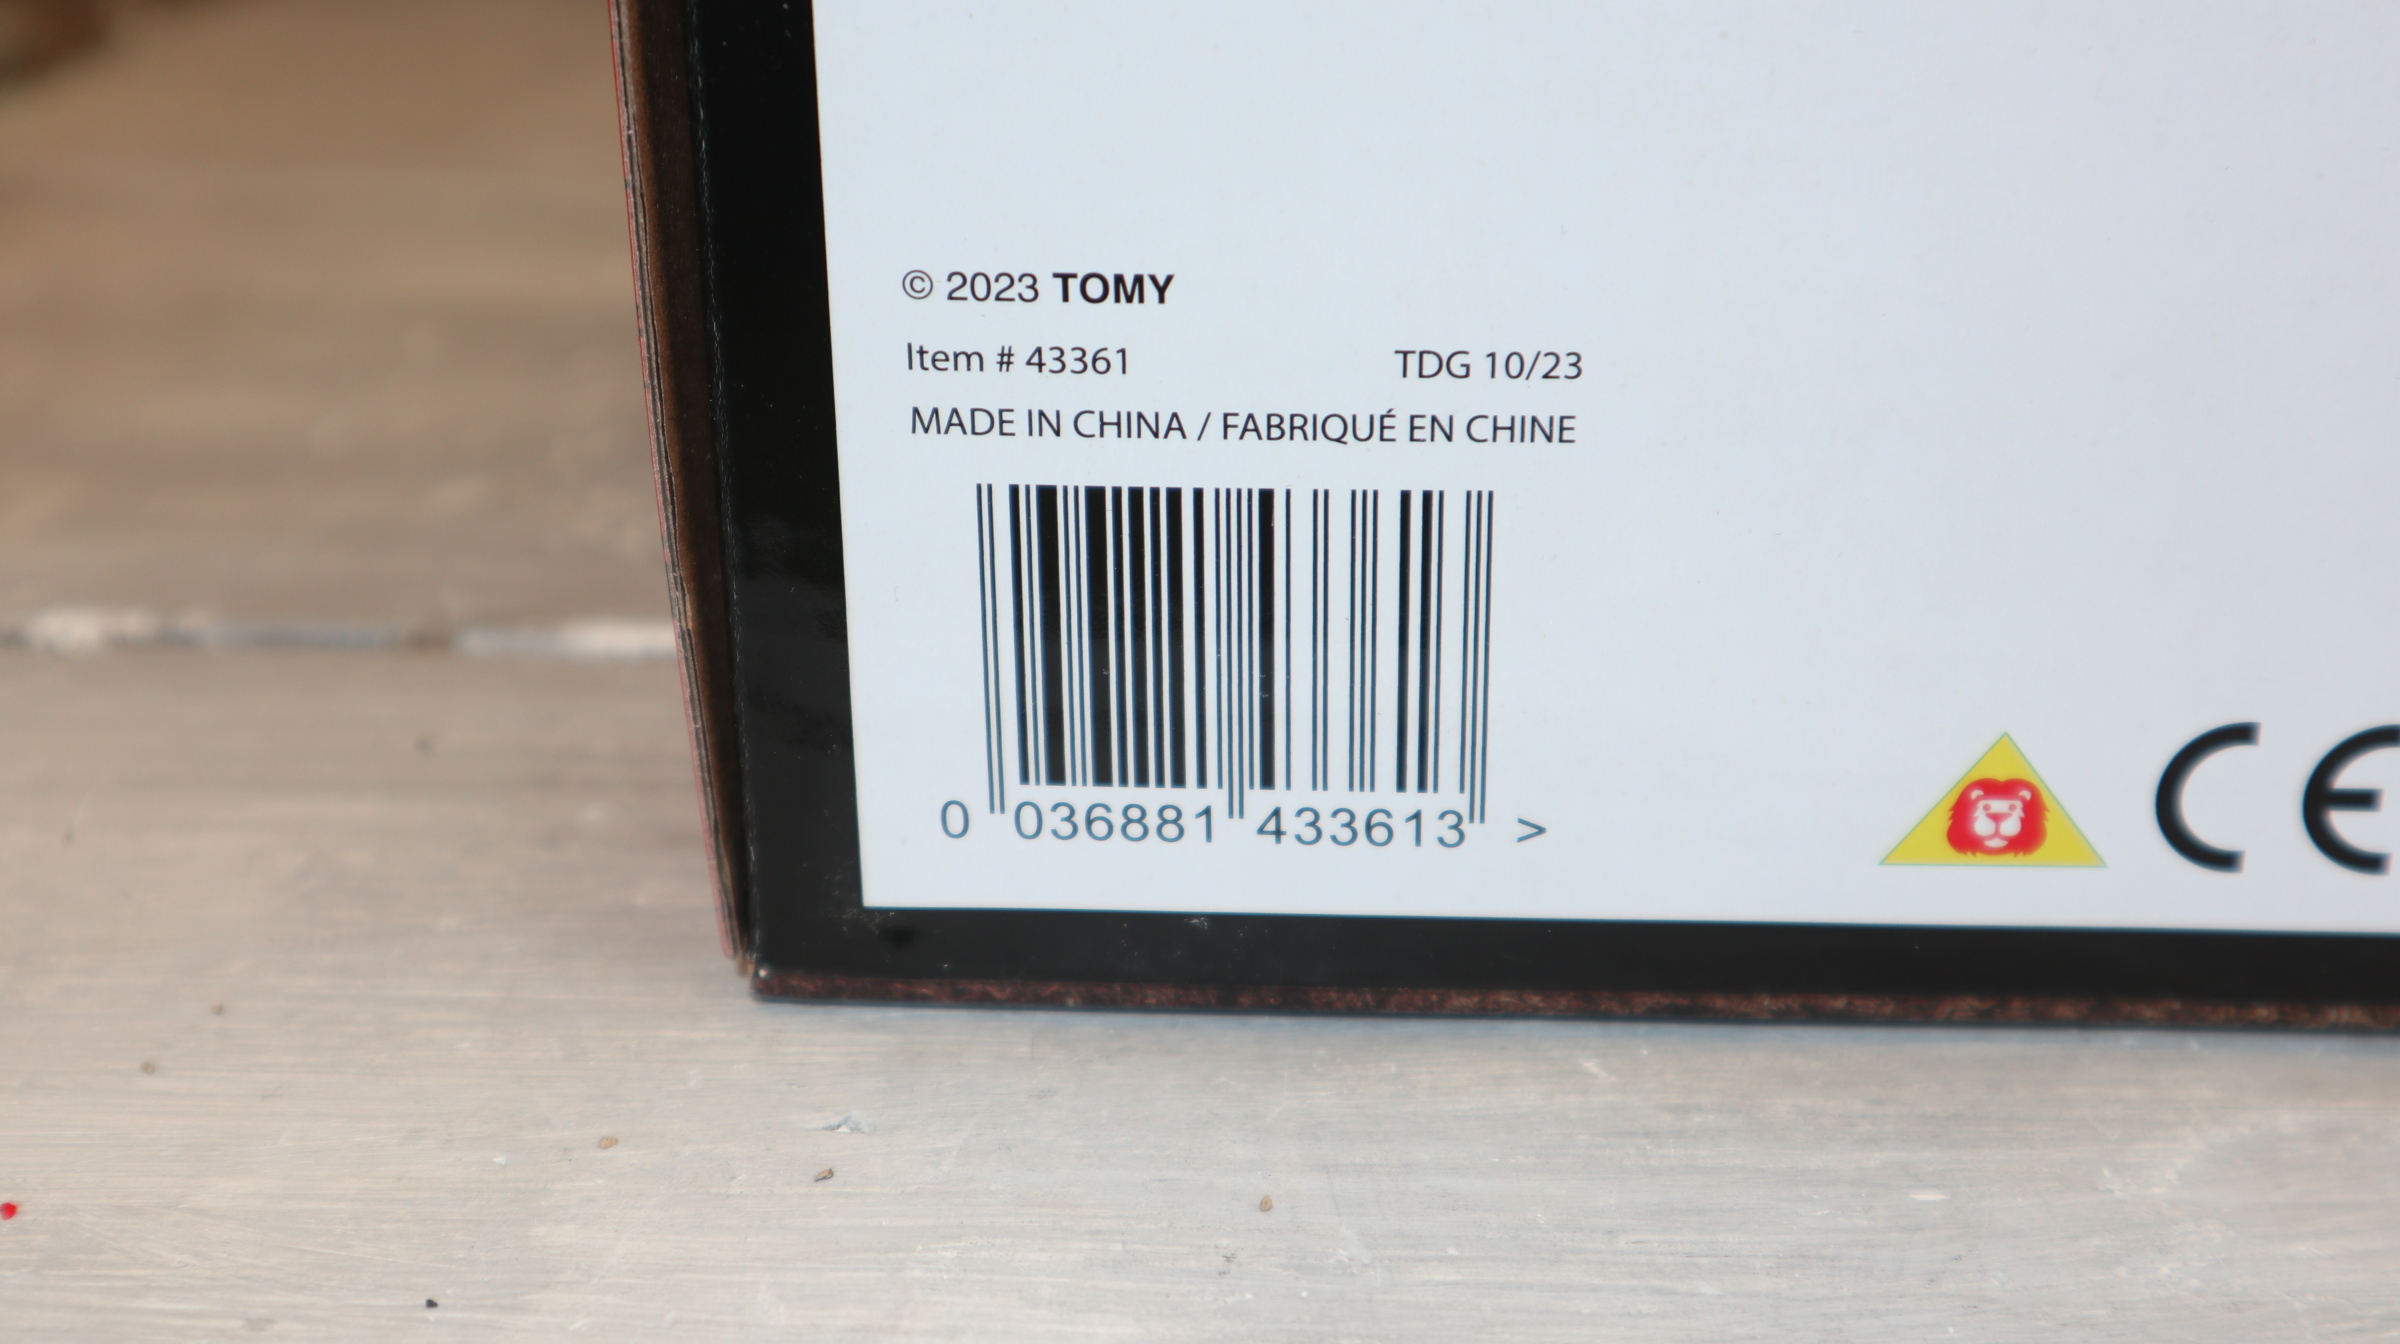 © 2023 TOMY
Item # 43361 TDG 10/23
MADE IN CHINA / FABRIQUÉ EN CHINE
0 036881 433613 >
CE